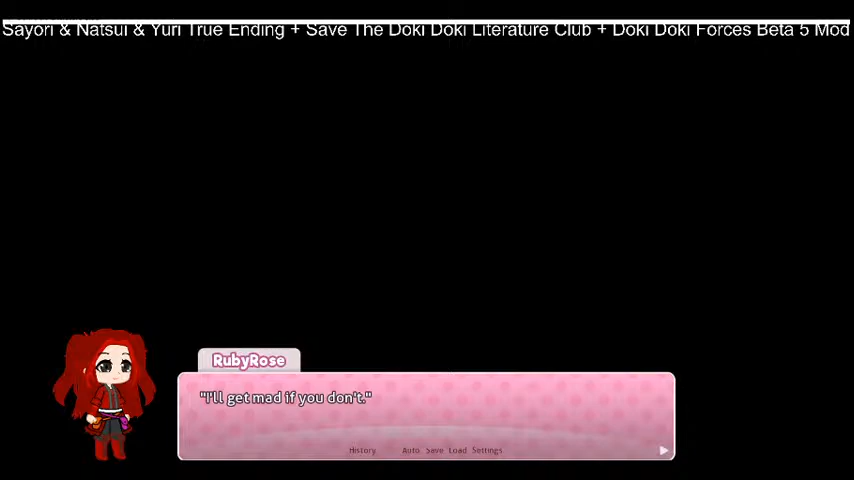 Sayori & Natsui & Yuri True Ending + Save The Doki Doki Literature Club + Doki Doki Forces Beta 5 Mod
RubyRose
"I'll get mad if you don't."
History Auto Save Load Settings